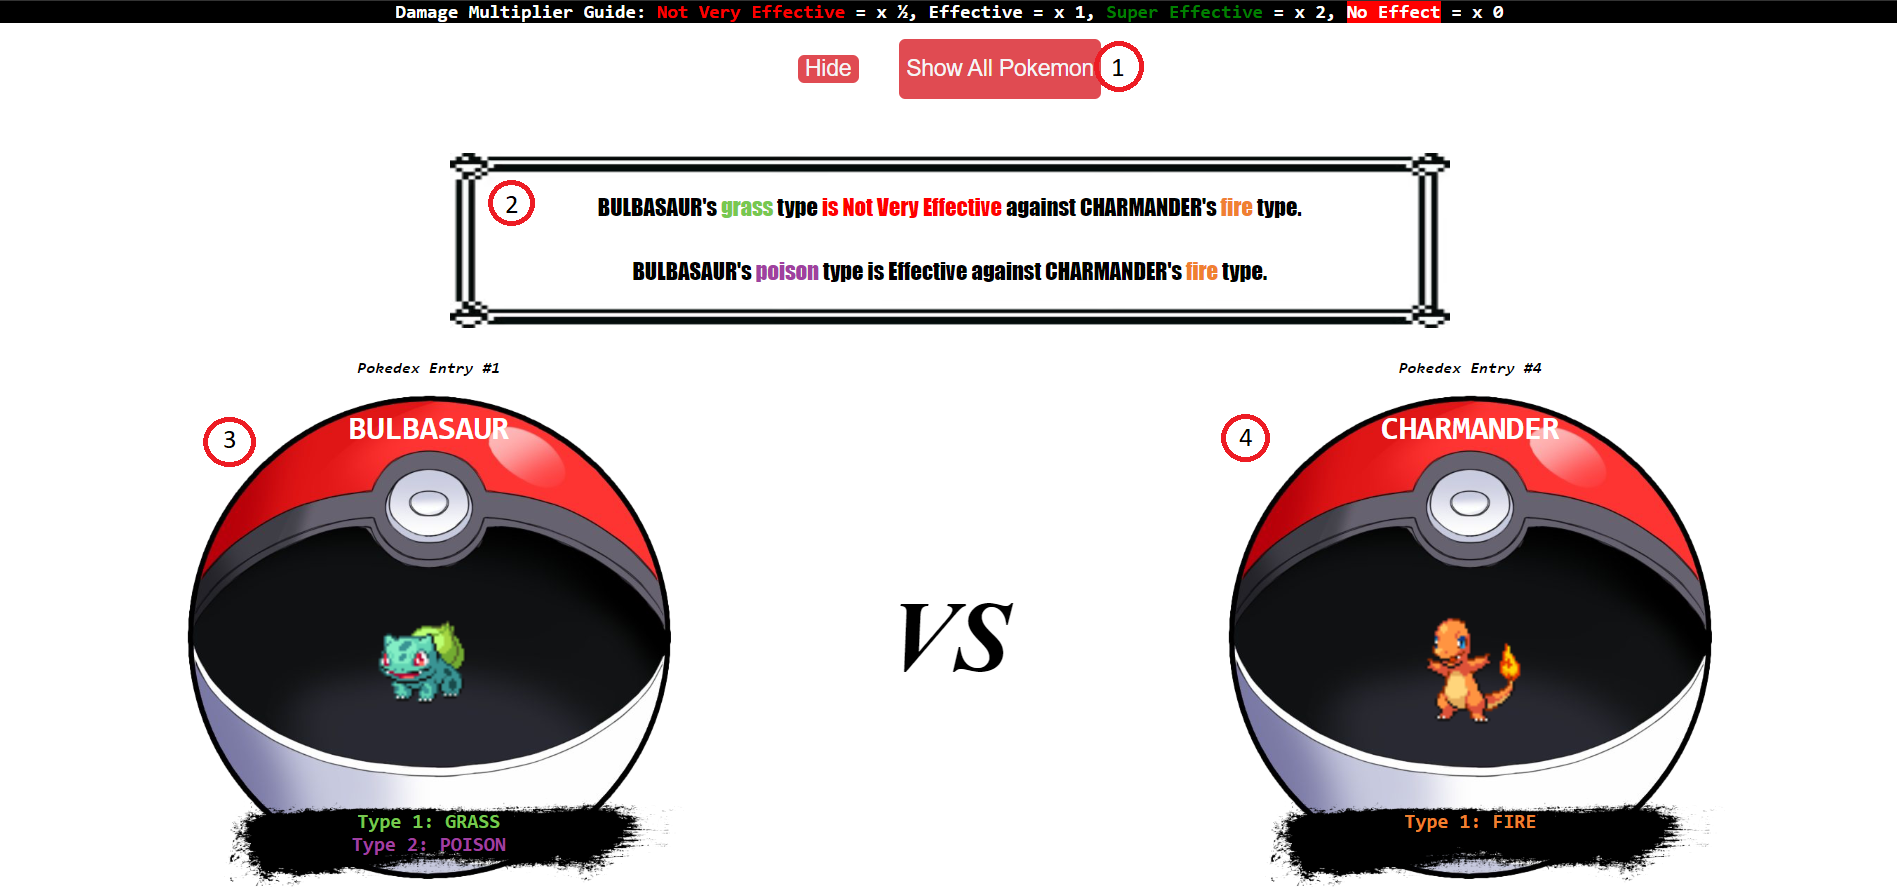 Damage Multiplier Guide: Not Very Effective = x ½, Effective = x 1, Super Effective = x 2, No Effect = x 0
Hide
Show All Pokemon
1
2
BULBASAUR's grass type is Not Very Effective against CHARMANDER's fire type.
BULBASAUR's poison type is Effective against CHARMANDER's fire type.
Pokedex Entry #1
Pokedex Entry #4
3
BULBASAUR
4
CHARMANDER
VS
Type 1: GRASS
Type 2: POISON
Type 1: FIRE